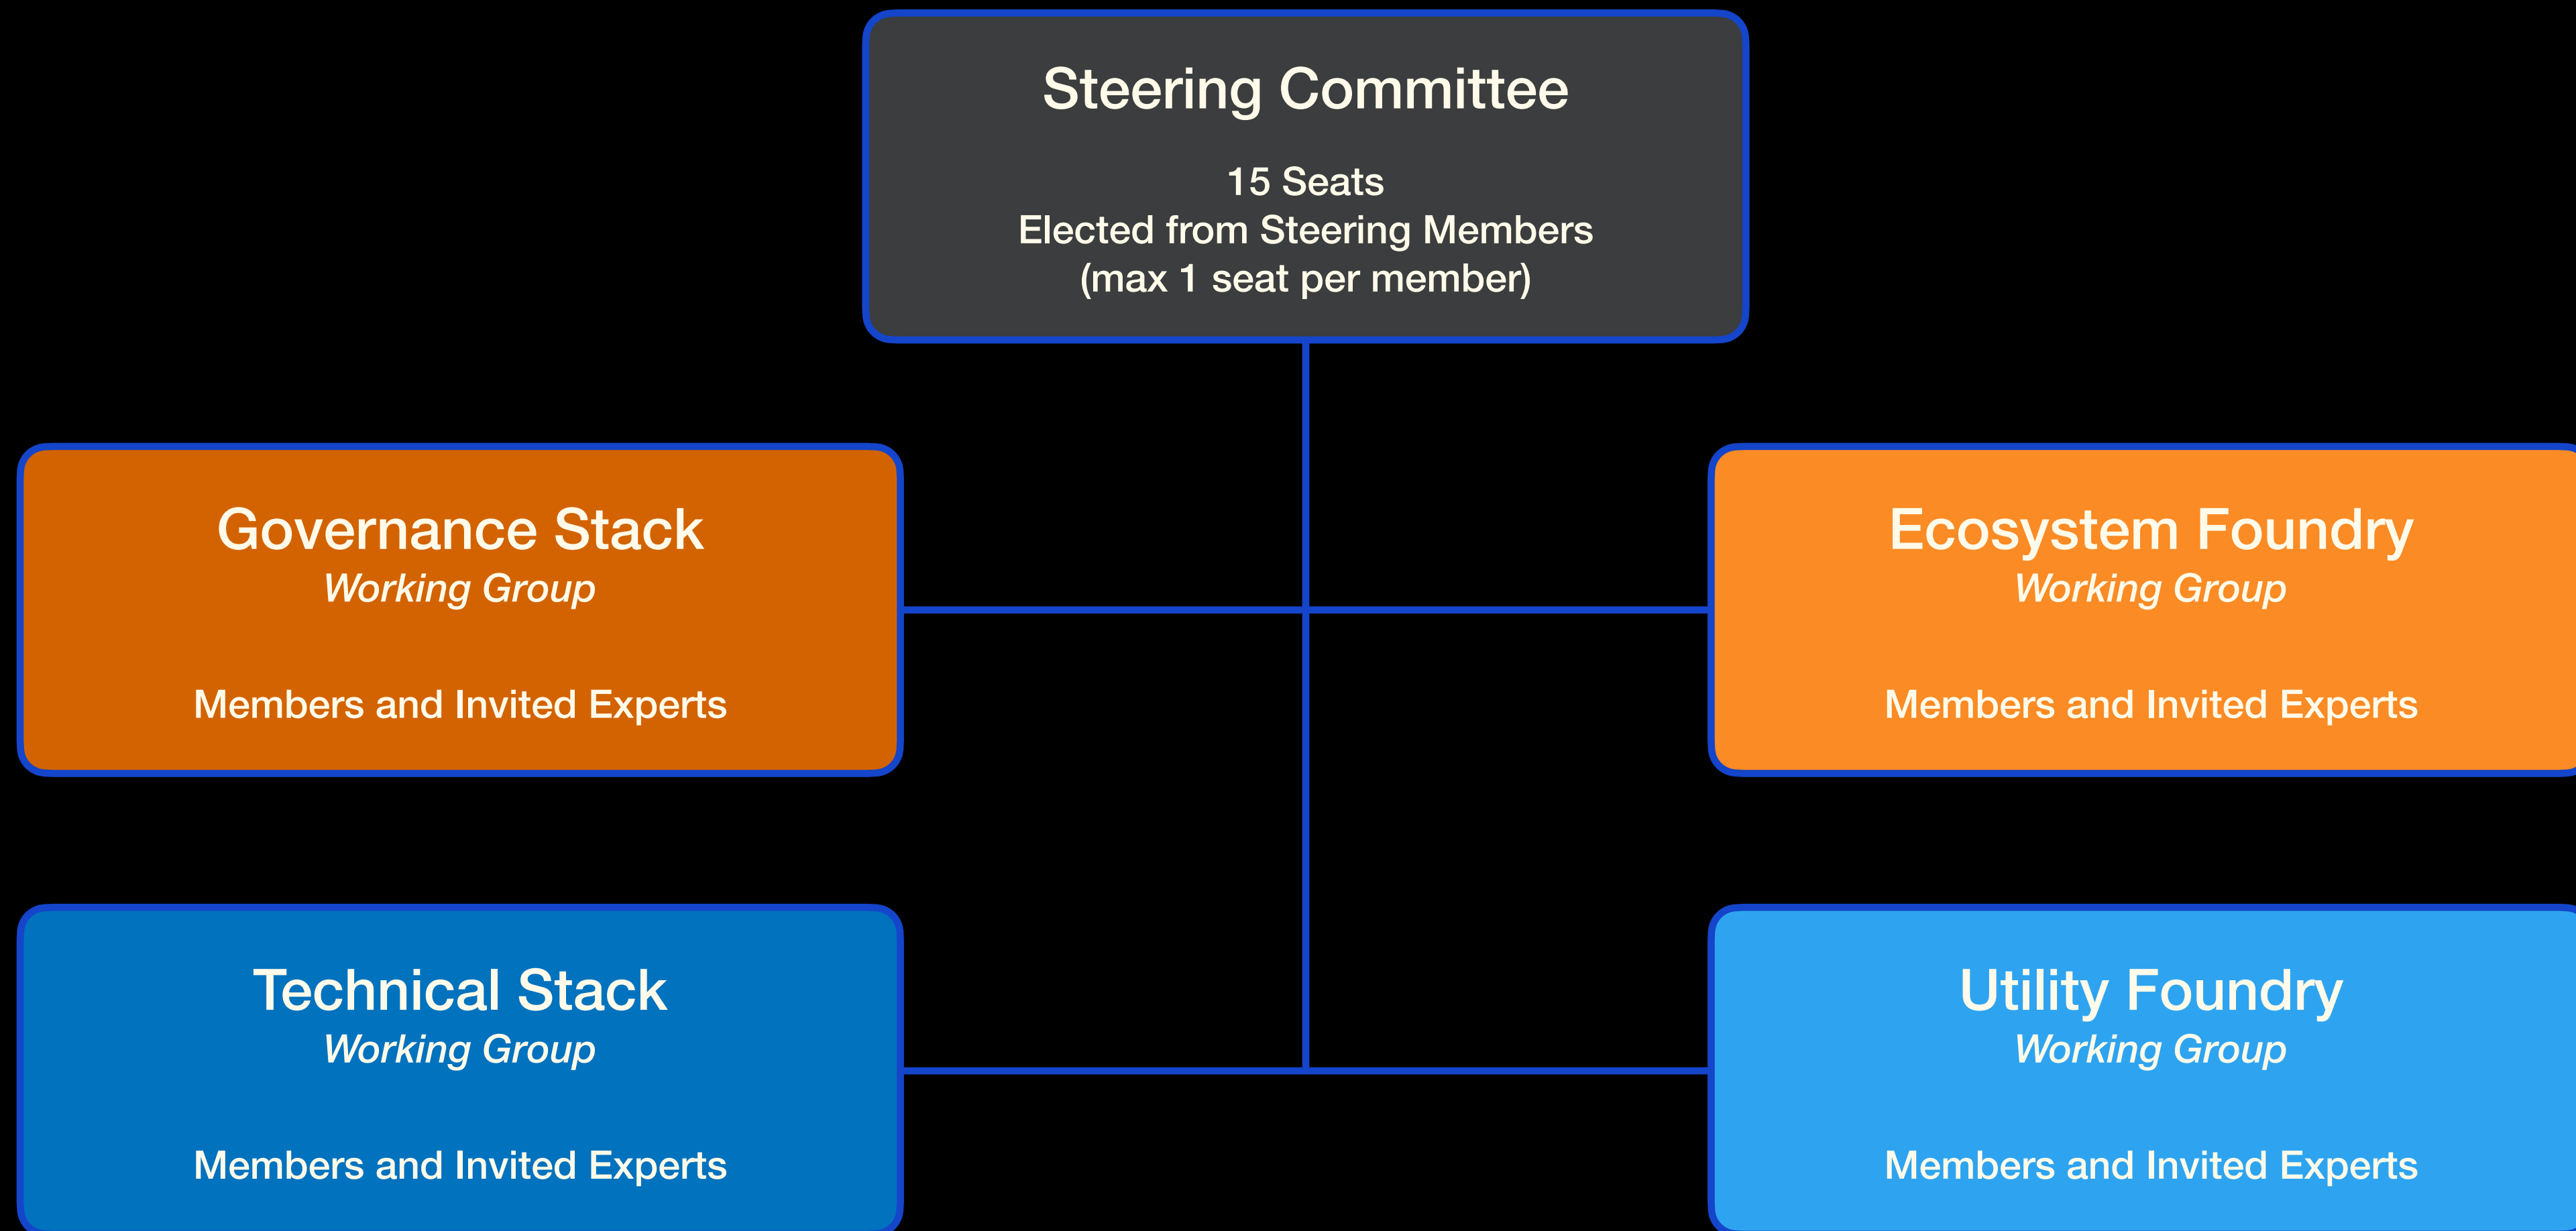 Steering Committee
15 Seats
Elected from Steering Members
(max 1 seat per member)
Governance Stack
Working Group
Members and Invited Experts
Ecosystem Foundry
Working Group
Members and Invited Experts
Technical Stack
Working Group
Members and Invited Experts
Utility Foundry
Working Group
Members and Invited Experts